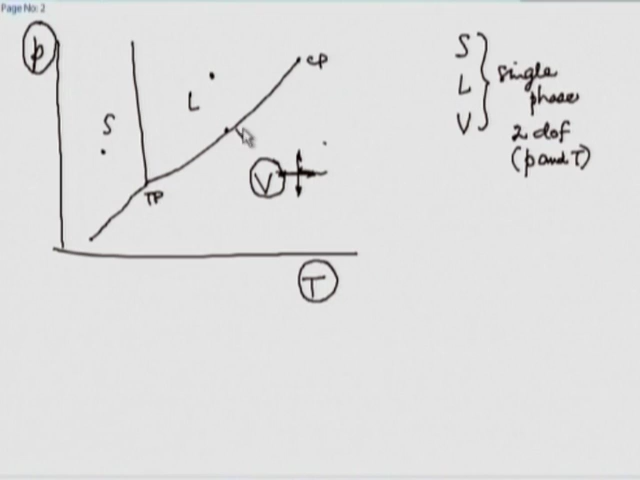 Page No: 2
p
CP
S
L
TP
V
T
S
L
V
single
phase
2 dof
(p and T)